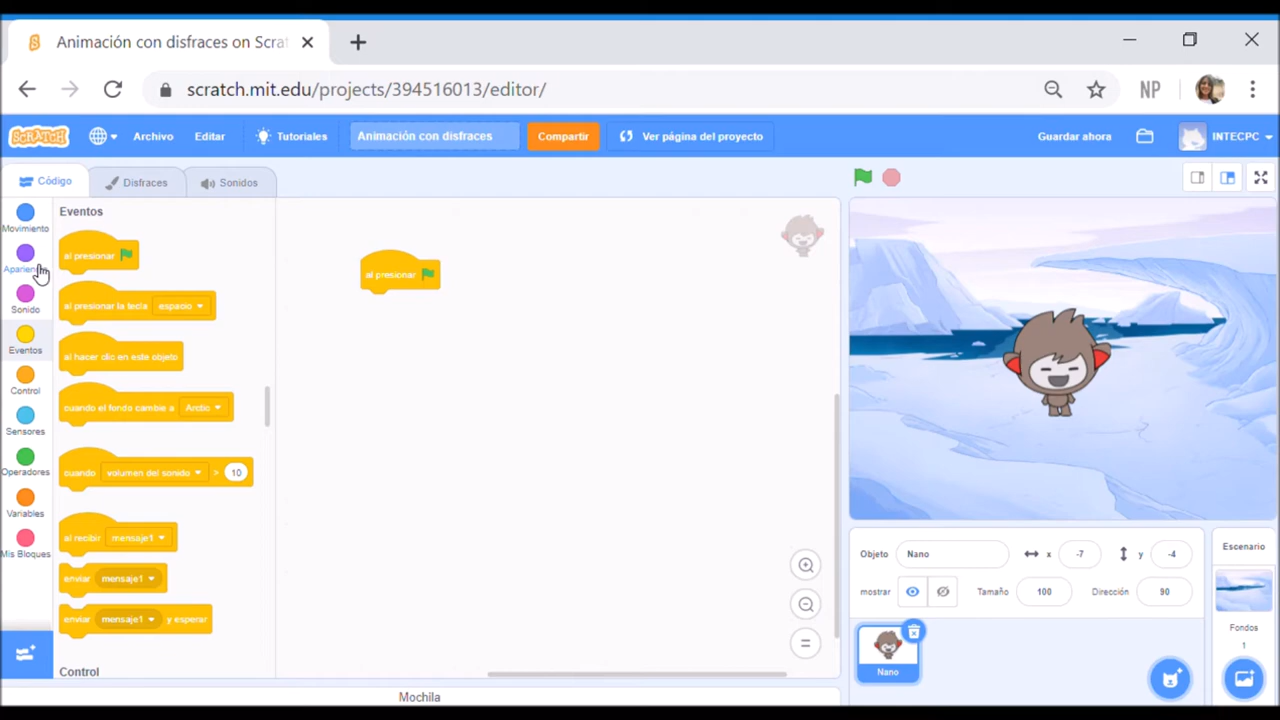 Animación con disfraces on Scrat
scratch.mit.edu/projects/394516013/editor/
NP
SCRATCH
Archivo
Editar
Tutoriales
Animación con disfraces
Compartir
Ver página del proyecto
Guardar ahora
INTECPC
Código
Disfraces
Sonidos
Movimiento
Aparien
Sonido
Eventos
Control
Sensores
Operadores
Variables
Mis Bloques
Eventos
al presionar
al presionar la tecla espacio
al hacer clic en este objeto
cuando el fondo cambie a Arctic
cuando volumen del sonido > 10
al recibir mensaje1
enviar mensaje1
enviar mensaje1 y esperar
Control
al presionar
=
Objeto Nano x -7 y -4
mostrar Tamaño 100 Dirección 90
Nano
Escenario
Fondos
1
Mochila